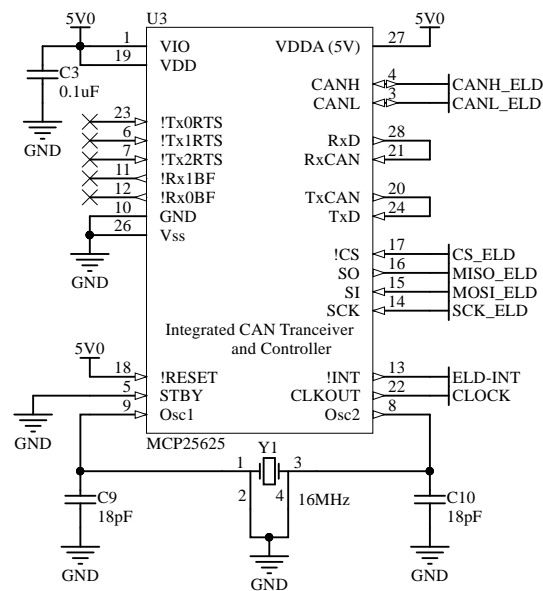 U3
5V0
5V0
1
VIO
VDDA (5V)
27
19
VDD
C3
0.1uF
CANH
4
CANH_ELD
CANL
3
CANL_ELD
GND
23
!Tx0RTS
RxD
28
6
!Tx1RTS
RxCAN
21
7
!Tx2RTS
11
!Rx1BF
TxCAN
20
12
!Rx0BF
10
GND
TxD
24
26
Vss
!CS
17
CS_ELD
GND
SO
16
MISO_ELD
SI
15
MOSI_ELD
SCK
14
SCK_ELD
Integrated CAN Tranceiver
and Controller
5V0
18
!RESET
!INT
13
ELD-INT
5
STBY
CLKOUT
22
CLOCK
9
Osc1
Osc2
8
GND
MCP25625
Y1
1
3
2
4
16MHz
C9
18pF
C10
18pF
GND
GND
GND